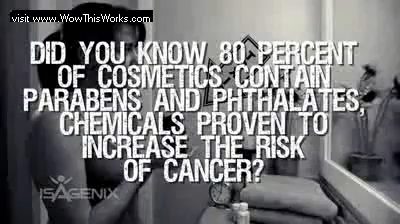 visit www.WowThisWorks.com
DID YOU KNOW 80 PERCENT
OF COSMETICS CONTAIN
PARABENS AND PHTHALATES,
CHEMICALS PROVEN TO
INCREASE THE RISK
OF CANCER?
ISAGENIX